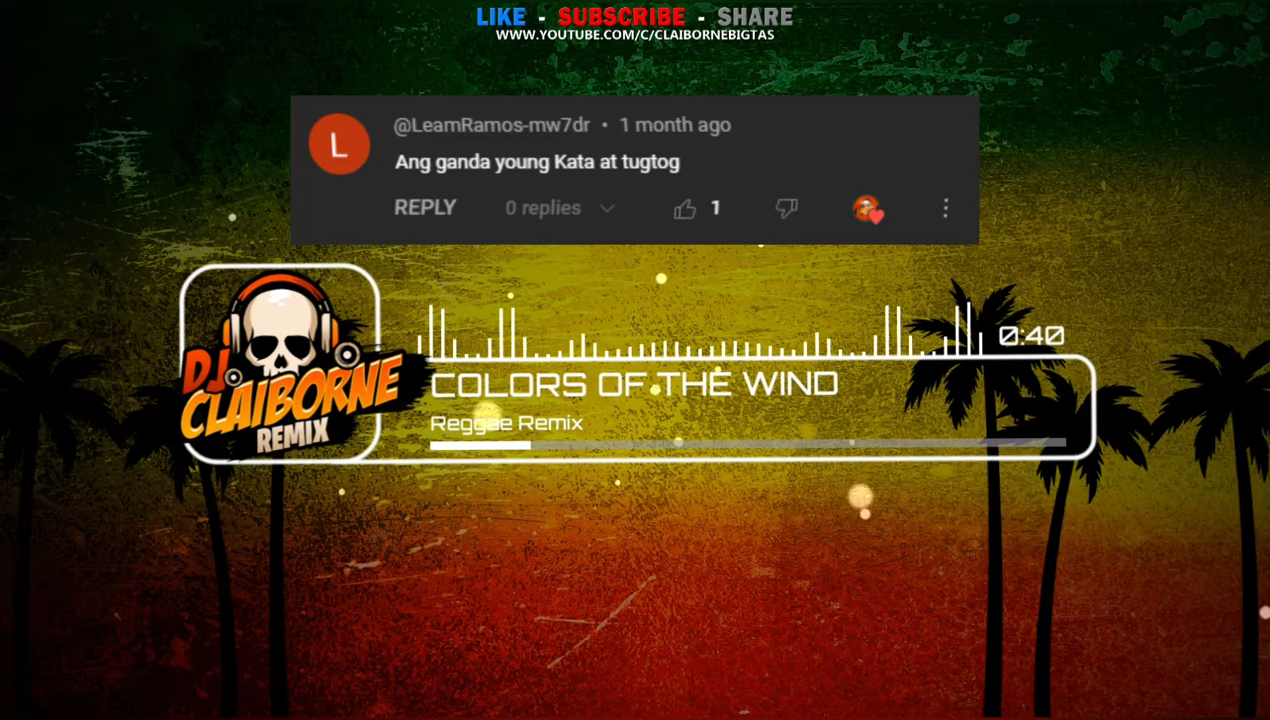 LIKE - SUBSCRIBE - SHARE
WWW.YOUTUBE.COM/C/CLAIBORNEBIGTAS
L
@LeamRamos-mw7dr • 1 month ago
Ang ganda young Kata at tugtog
REPLY 0 replies 1
0:40
DJ
CLAIBORNE
REMIX
COLORS OF THE WIND
Reggae Remix